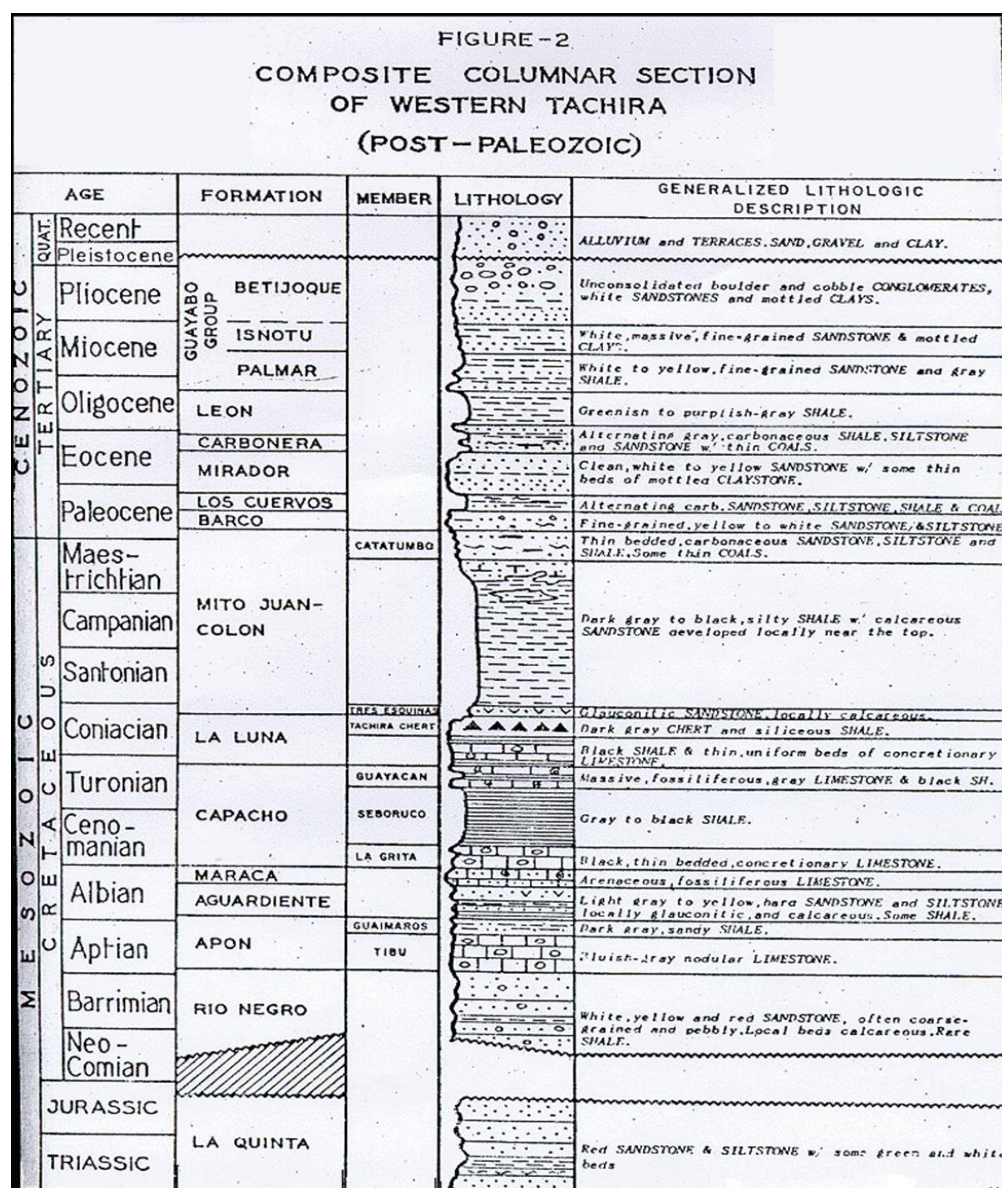 FIGURE-2
COMPOSITE COLUMNAR SECTION
OF WESTERN TACHIRA
(POST-PALEOZOIC)
AGE
FORMATION
MEMBER
LITHOLOGY
GENERALIZED LITHOLOGIC
DESCRIPTION
CENOZOIC
QUAT.
Recent
ALLUVIUM and TERRACES.SAND,GRAVEL and CLAY.
Pleistocene
TERTIARY
Pliocene
GUAYABO
GROUP
BETIJOQUE
Unconsolidated boulder and cobble CONGLOMERATES,
white SANDSTONES and mottled CLAYS.
Miocene
ISNOTU
White,massive,fine-grained SANDSTONE & mottled
CLAYS.
PALMAR
White to yellow,fine-grained SANDSTONE and gray
SHALE.
Oligocene
LEON
Greenish to purplish-gray SHALE.
Eocene
CARBONERA
Alternating gray,carbonaceous SHALE,SILTSTONE
and SANDSTONE w/ thin COALS.
MIRADOR
Clean,white to yellow SANDSTONE w/ some thin
beds of mottled CLAYSTONE.
Paleocene
LOS CUERVOS
Alternating carb.SANDSTONE,SILTSTONE,SHALE & COAL
BARCO
Fine-grained,yellow to white SANDSTONE/&SILTSTONE
MESOZOIC
CRETACEOUS
Maes-
trichtian
CATATUMBO
Thin bedded,carbonaceous SANDSTONE,SILTSTONE and
SHALE.Some thin COALS.
Campanian
MITO JUAN-
COLON
Dark gray to black,silty SHALE w/ calcareous
SANDSTONE developed locally near the top.
Santonian
TRES ESQUINAS
Glauconitic SANDSTONE,locally calcareous.
Coniacian
LA LUNA
TACHIRA CHERT
Dark gray CHERT and siliceous SHALE.
Black SHALE & thin,uniform beds of concretionary
LIMESTONE.
Turonian
GUAYACAN
Massive,fossiliferous,gray LIMESTONE & black SH.
CAPACHO
SEBORUCO
Gray to black SHALE.
Ceno-
manian
LA GRITA
Black,thin bedded,concretionary LIMESTONE.
Albian
MARACA
Arenaceous,fossiliferous LIMESTONE.
AGUARDIENTE
Light gray to yellow,hard SANDSTONE and SILTSTONE
locally glauconitic,and calcareous.Some SHALE.
Aptian
APON
GUAIMAROS
Dark gray,sandy SHALE.
TIBU
Bluish-gray nodular LIMESTONE.
Barrimian
RIO NEGRO
White,yellow and red SANDSTONE, often coarse-
grained and pebbly.Local beds calcareous.Rare
SHALE.
Neo-
Comian
JURASSIC
LA QUINTA
Red SANDSTONE & SILTSTONE w/ some green and white
beds
TRIASSIC